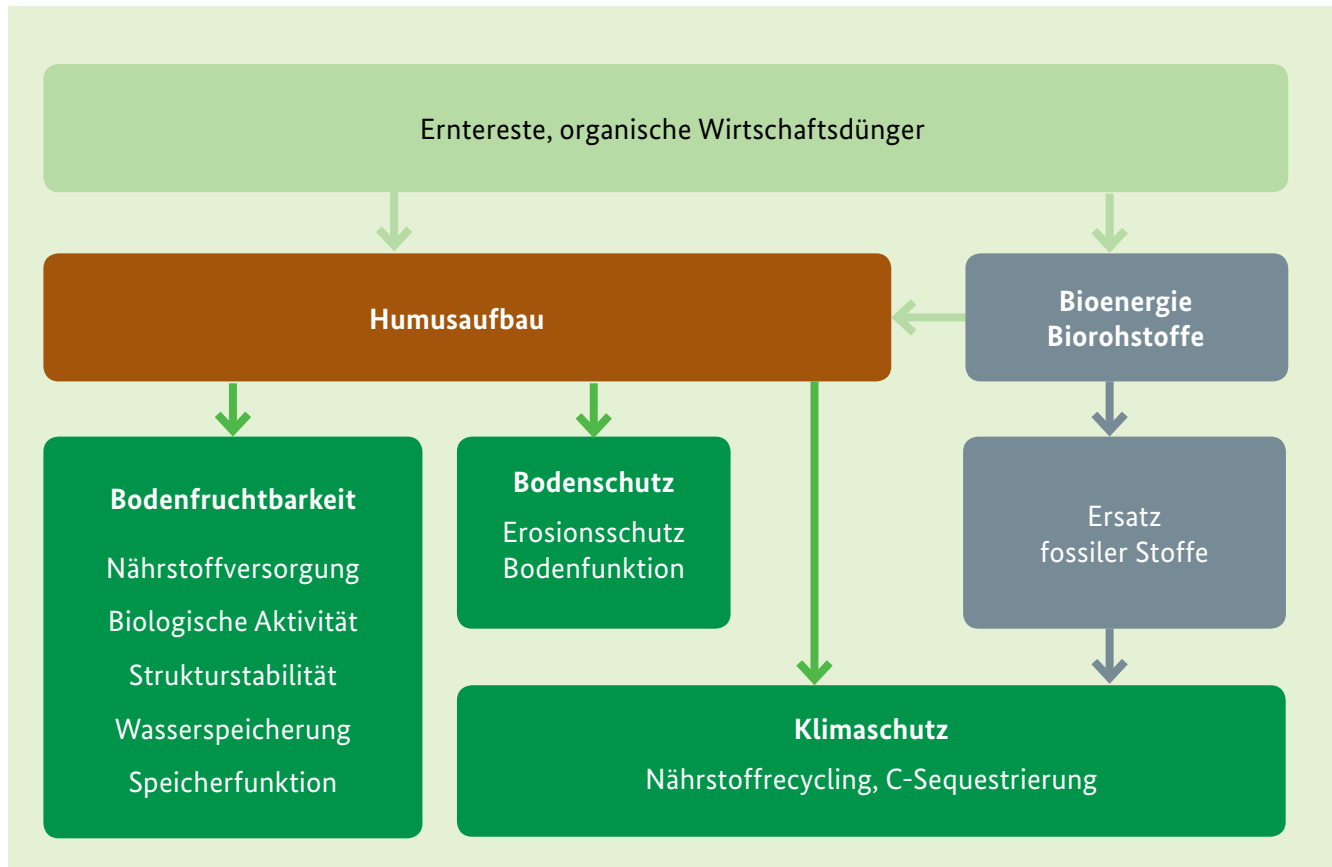 Erntereste, organische Wirtschaftsdünger
Humusaufbau
Bioenergie
Biorohstoffe
Bodenfruchtbarkeit
Nährstoffversorgung
Biologische Aktivität
Strukturstabilität
Wasserspeicherung
Speicherfunktion
Bodenschutz
Erosionsschutz
Bodenfunktion
Ersatz
fossiler Stoffe
Klimaschutz
Nährstoffrecycling, C-Sequestrierung